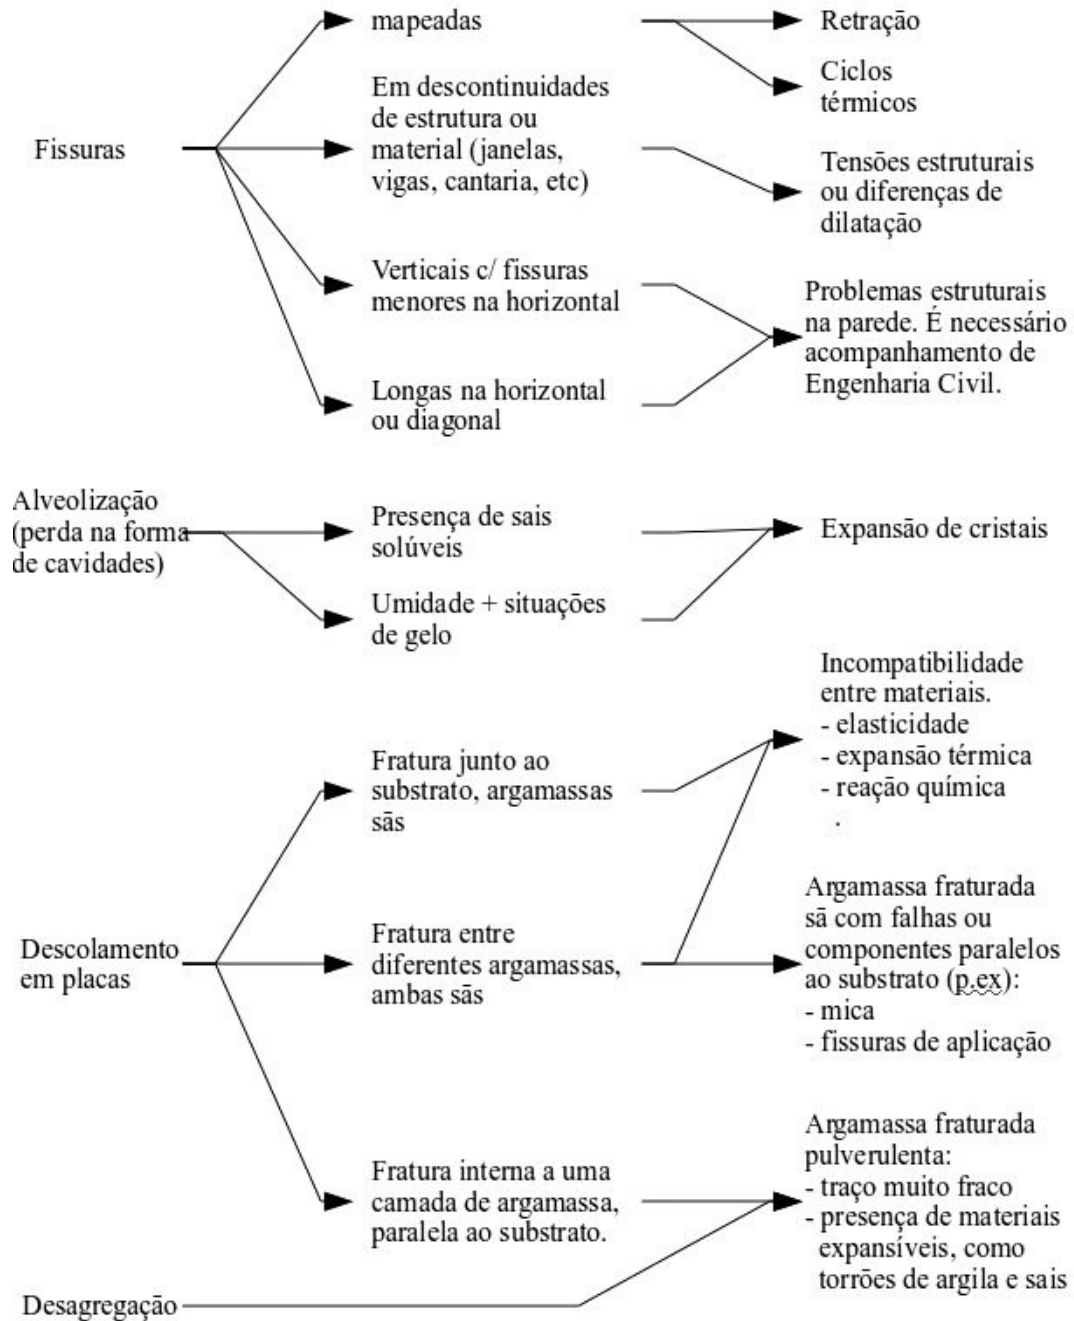 mapeadas
Retração
Ciclos
térmicos
Em descontinuidades
de estrutura ou
material (janelas,
vigas, cantaria, etc)
Fissuras
Tensões estruturais
ou diferenças de
dilatação
Verticais c/ fissuras
menores na horizontal
Problemas estruturais
na parede. É necessário
acompanhamento de
Engenharia Civil.
Longas na horizontal
ou diagonal
Alveolização
(perda na forma
de cavidades)
Presença de sais
solúveis
Expansão de cristais
Umidade + situações
de gelo
Incompatibilidade
entre materiais.
- elasticidade
- expansão térmica
- reação química
.
Fratura junto ao
substrato, argamassas
sãs
Descolamento
em placas
Fratura entre
diferentes argamassas,
ambas sãs
Argamassa fraturada
sã com falhas ou
componentes paralelos
ao substrato (p.ex):
- mica
- fissuras de aplicação
Fratura interna a uma
camada de argamassa,
paralela ao substrato.
Argamassa fraturada
pulverulenta:
- traço muito fraco
- presença de materiais
expansíveis, como
torrões de argila e sais
Desagregação